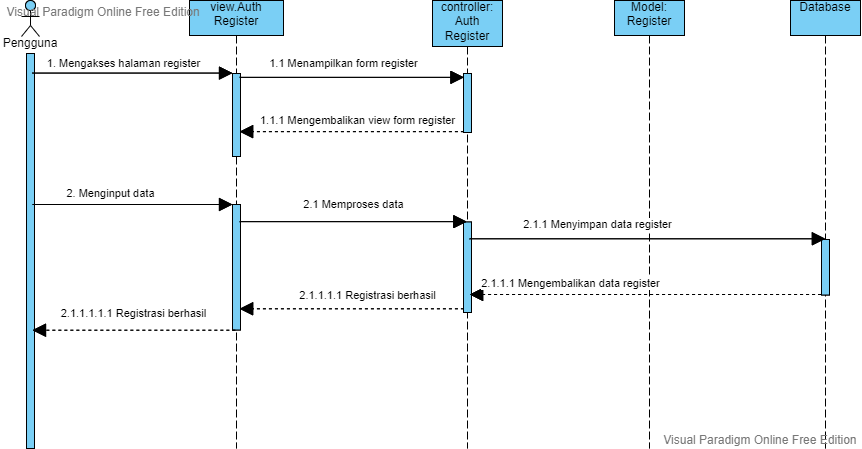 Visual Paradigm Online Free Edition
Pengguna
view.Auth
Register
controller:
Auth
Register
Model:
Register
Database
1. Mengakses halaman register
1.1 Menampilkan form register
1.1.1 Mengembalikan view form register
2. Menginput data
2.1 Memproses data
2.1.1 Menyimpan data register
2.1.1.1 Mengembalikan data register
2.1.1.1.1 Registrasi berhasil
2.1.1.1.1.1 Registrasi berhasil
Visual Paradigm Online Free Edition